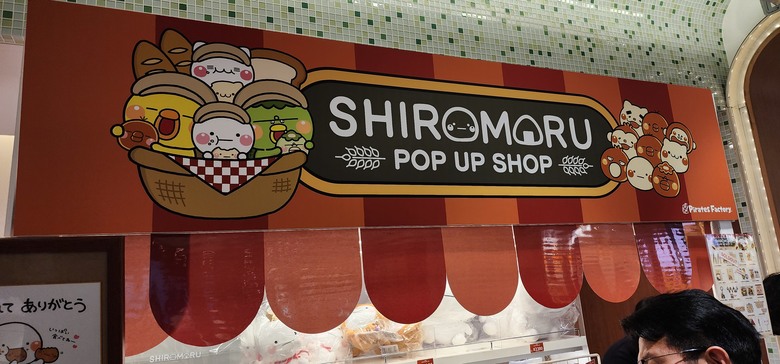 SHIROMARU
POP UP SHOP
Pirates Factory.
SHIROMARU
ありがとう